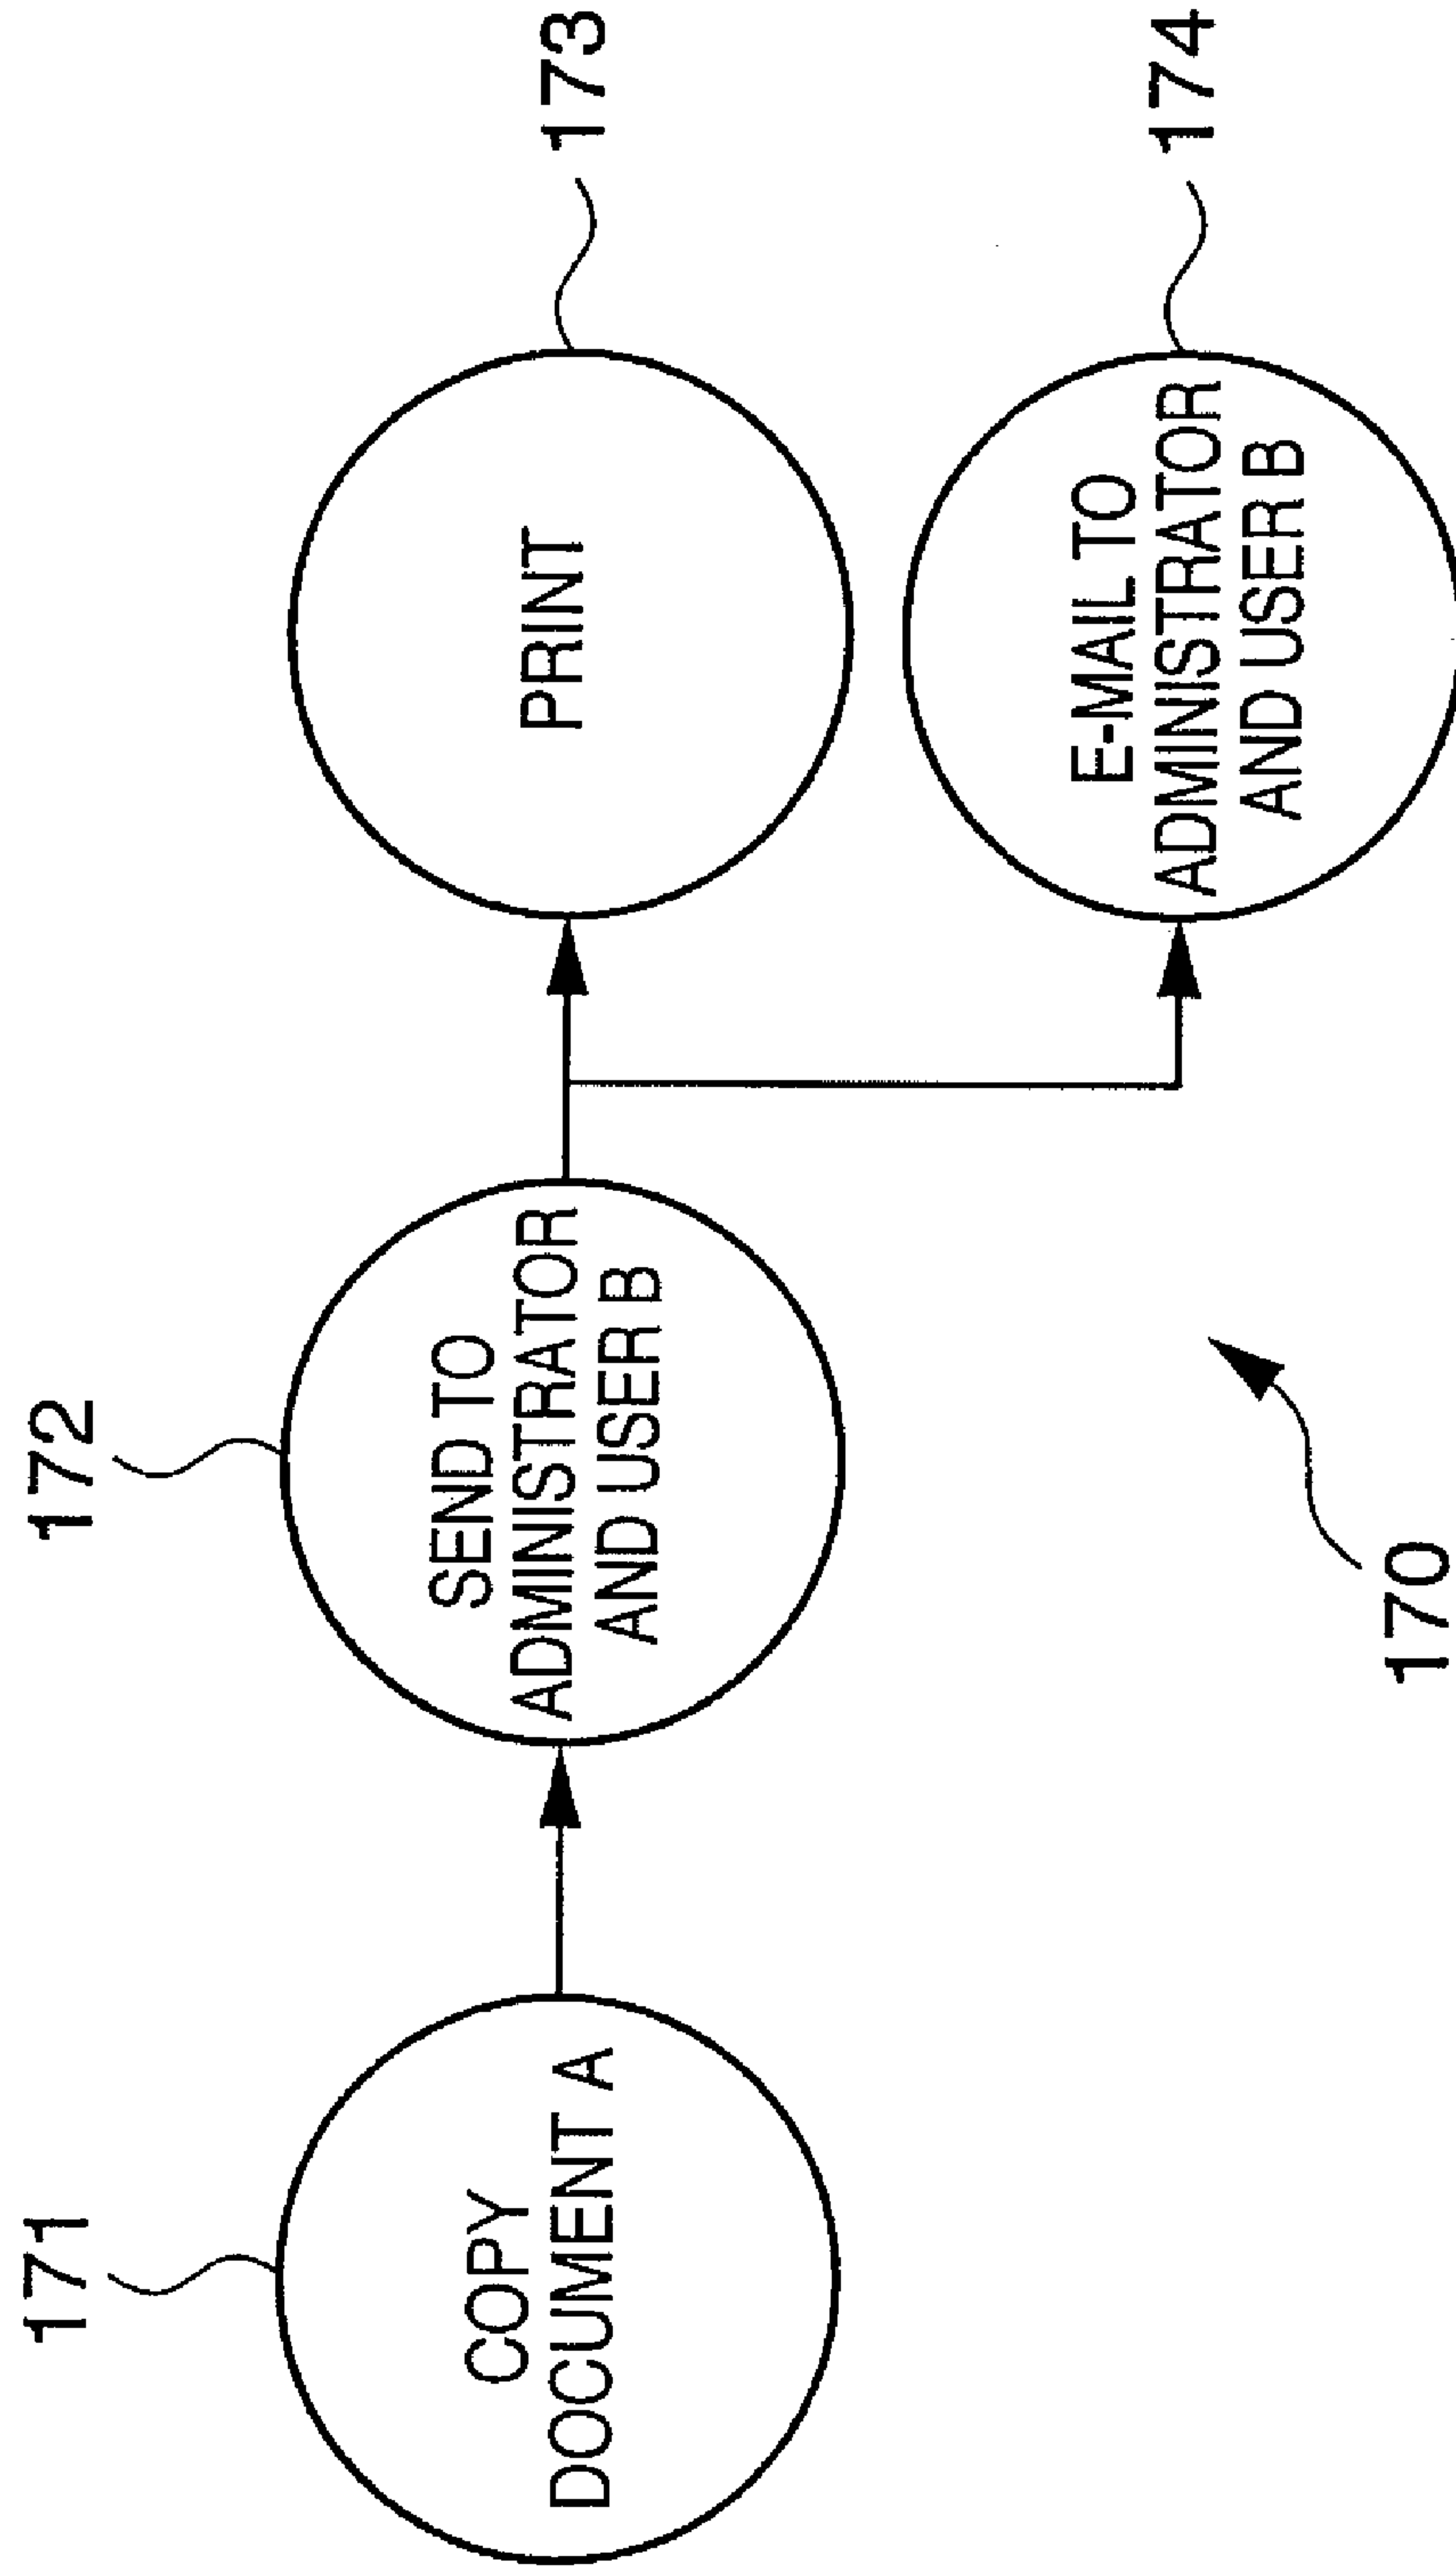 171
COPY
DOCUMENT A
172
SEND TO
ADMINISTRATOR
AND USER B
PRINT
173
E-MAIL TO
ADMINISTRATOR
AND USER B
174
170